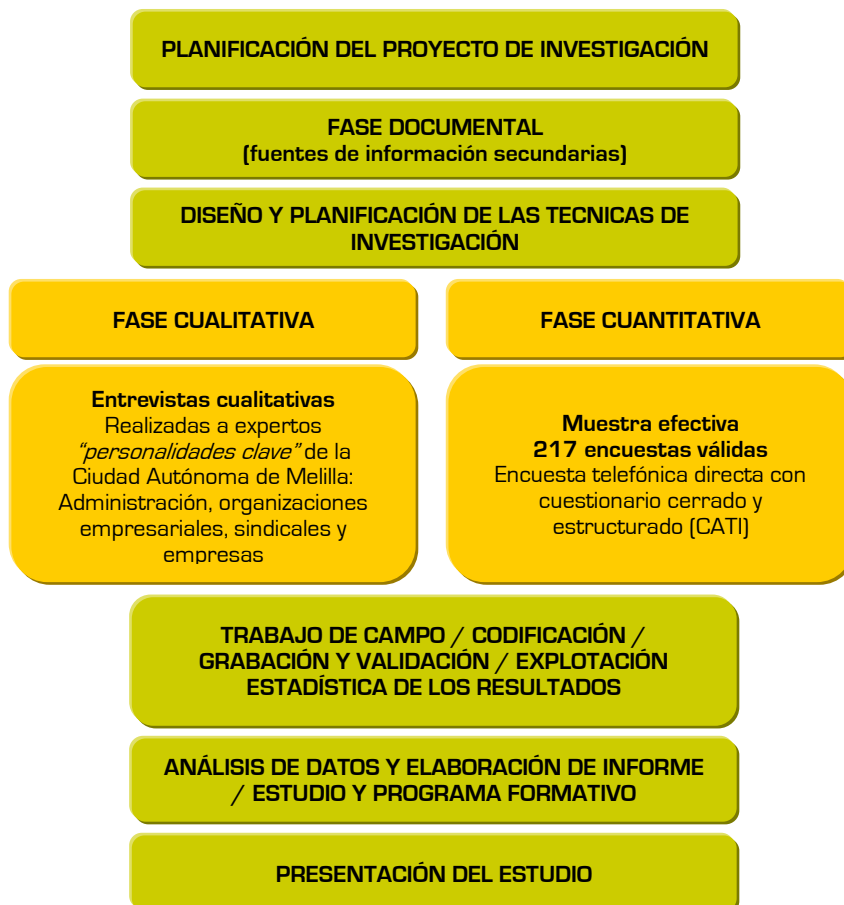 PLANIFICACIÓN DEL PROYECTO DE INVESTIGACIÓN
FASE DOCUMENTAL
(fuentes de información secundarias)
DISEÑO Y PLANIFICACIÓN DE LAS TECNICAS DE
INVESTIGACIÓN
FASE CUALITATIVA
Entrevistas cualitativas
Realizadas a expertos
“personalidades clave” de la
Ciudad Autónoma de Melilla:
Administración, organizaciones
empresariales, sindicales y
empresas
FASE CUANTITATIVA
Muestra efectiva
217 encuestas válidas
Encuesta telefónica directa con
cuestionario cerrado y
estructurado (CATI)
TRABAJO DE CAMPO / CODIFICACIÓN /
GRABACIÓN Y VALIDACIÓN / EXPLOTACIÓN
ESTADÍSTICA DE LOS RESULTADOS
ANÁLISIS DE DATOS Y ELABORACIÓN DE INFORME
/ ESTUDIO Y PROGRAMA FORMATIVO
PRESENTACIÓN DEL ESTUDIO